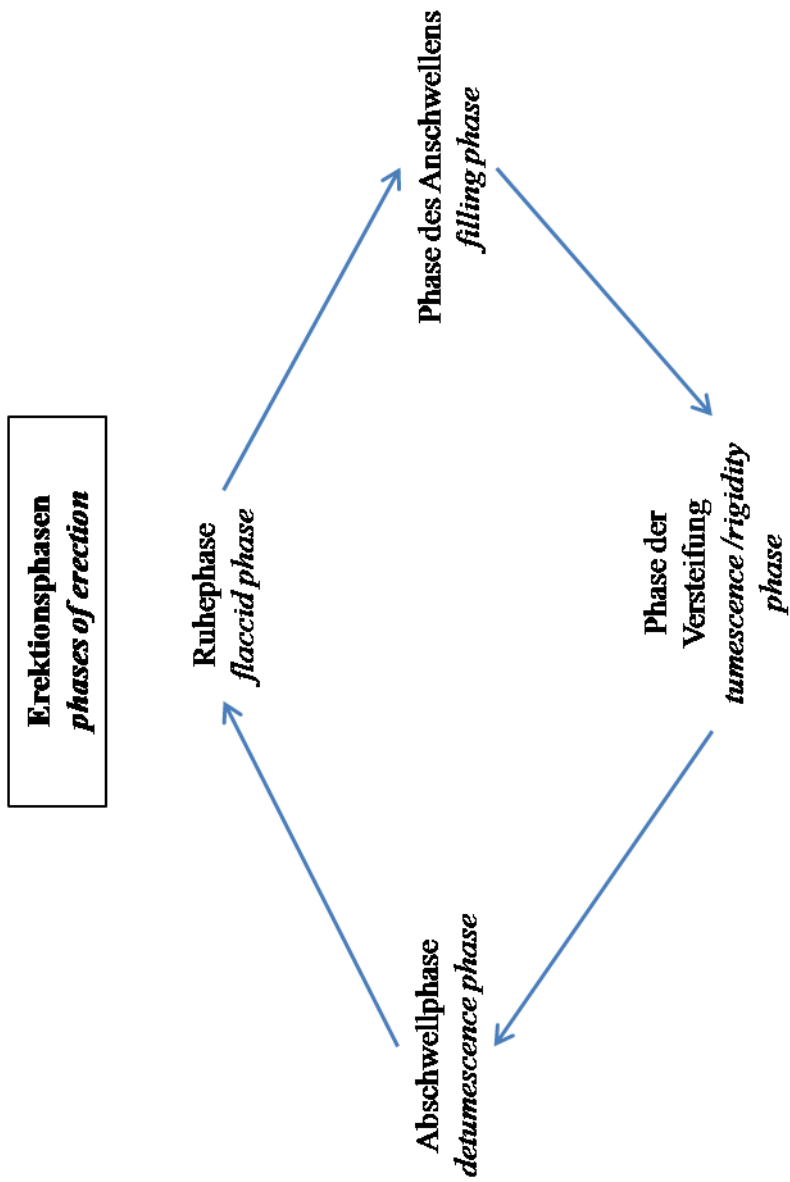 Erektionsphasen
phases of erection
Ruhephase
flaccid phase
Phase des Anschwellens
filling phase
Phase der
Versteifung
tumescence/rigidity
phase
Abschwellphase
detumescence phase